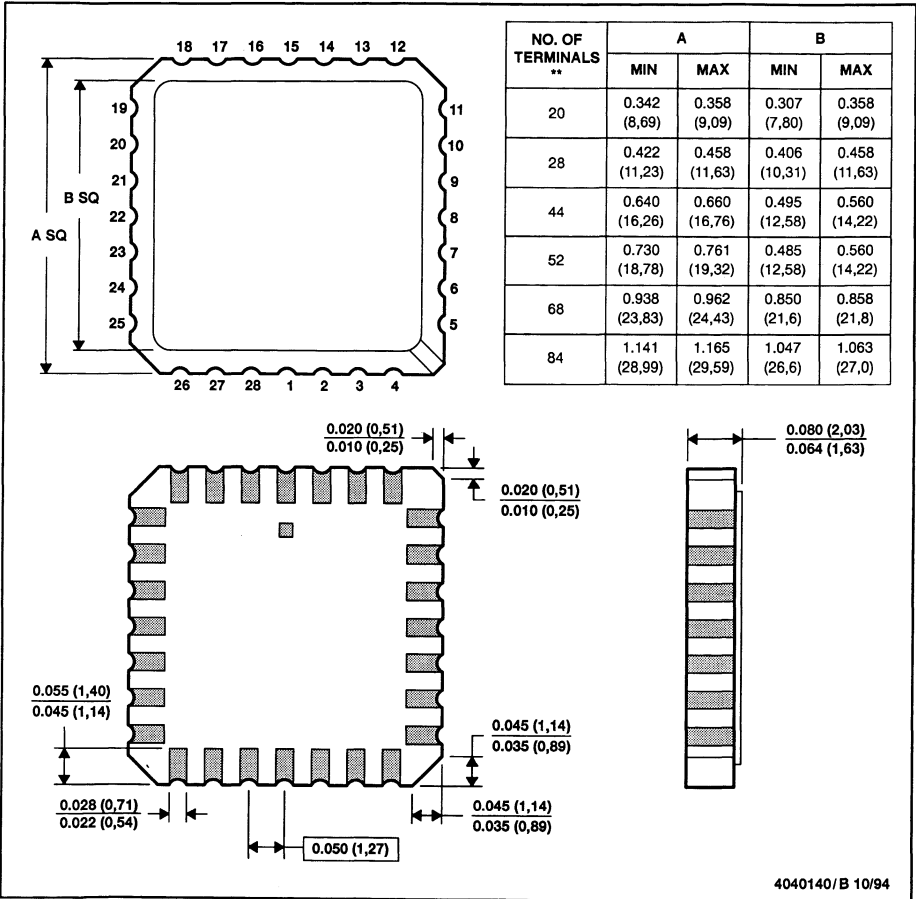 18 17 16 15 14 13 12
19
20
21
22
23
24
25
11
10
9
8
7
6
5
26 27 28 1 2 3 4
A SQ
B SQ
NO. OF TERMINALS ** A B
MIN MAX MIN MAX
20 0.342 (8,69) 0.358 (9,09) 0.307 (7,80) 0.358 (9,09)
28 0.422 (11,23) 0.458 (11,63) 0.406 (10,31) 0.458 (11,63)
44 0.640 (16,26) 0.660 (16,76) 0.495 (12,58) 0.560 (14,22)
52 0.730 (18,78) 0.761 (19,32) 0.485 (12,58) 0.560 (14,22)
68 0.938 (23,83) 0.962 (24,43) 0.850 (21,6) 0.858 (21,8)
84 1.141 (28,99) 1.165 (29,59) 1.047 (26,6) 1.063 (27,0)
0.020 (0,51)
0.010 (0,25)
0.020 (0,51)
0.010 (0,25)
0.080 (2,03)
0.064 (1,63)
0.055 (1,40)
0.045 (1,14)
0.045 (1,14)
0.035 (0,89)
0.028 (0,71)
0.022 (0,54)
0.045 (1,14)
0.035 (0,89)
0.050 (1,27)
4040140/B 10/94